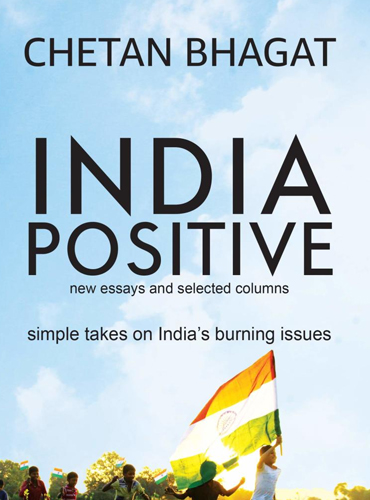 CHETAN BHAGAT
INDIA
POSITIVE
new essays and selected columns
simple takes on India's burning issues